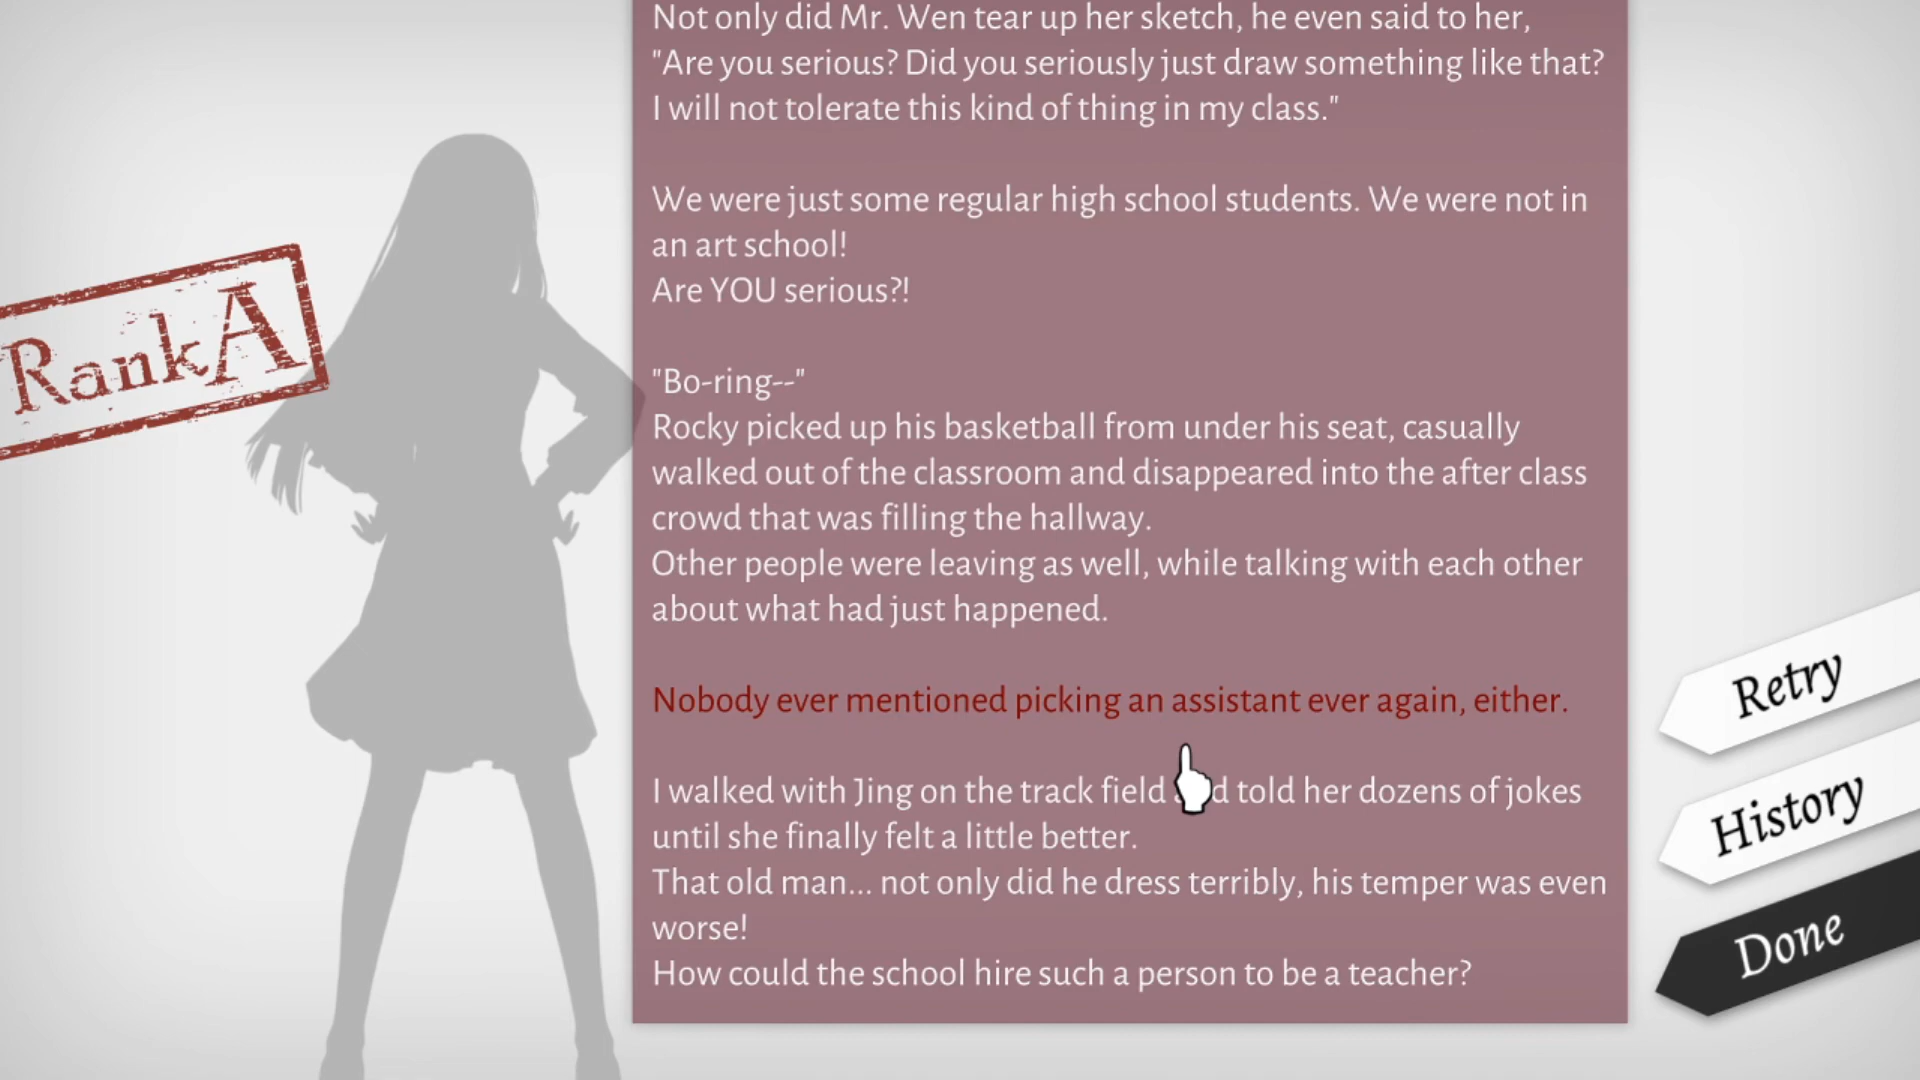 Not only did Mr. Wen tear up her sketch, he even said to her,
"Are you serious? Did you seriously just draw something like that?
I will not tolerate this kind of thing in my class."
We were just some regular high school students. We were not in
an art school!
Are YOU serious?!
"Bo-ring--"
Rocky picked up his basketball from under his seat, casually
walked out of the classroom and disappeared into the after class
crowd that was filling the hallway.
Other people were leaving as well, while talking with each other
about what had just happened.
Nobody ever mentioned picking an assistant ever again, either.
I walked with Jing on the track field told her dozens of jokes
until she finally felt a little better.
That old man... not only did he dress terribly, his temper was even
worse!
How could the school hire such a person to be a teacher?
Rank A
Retry
History
Done